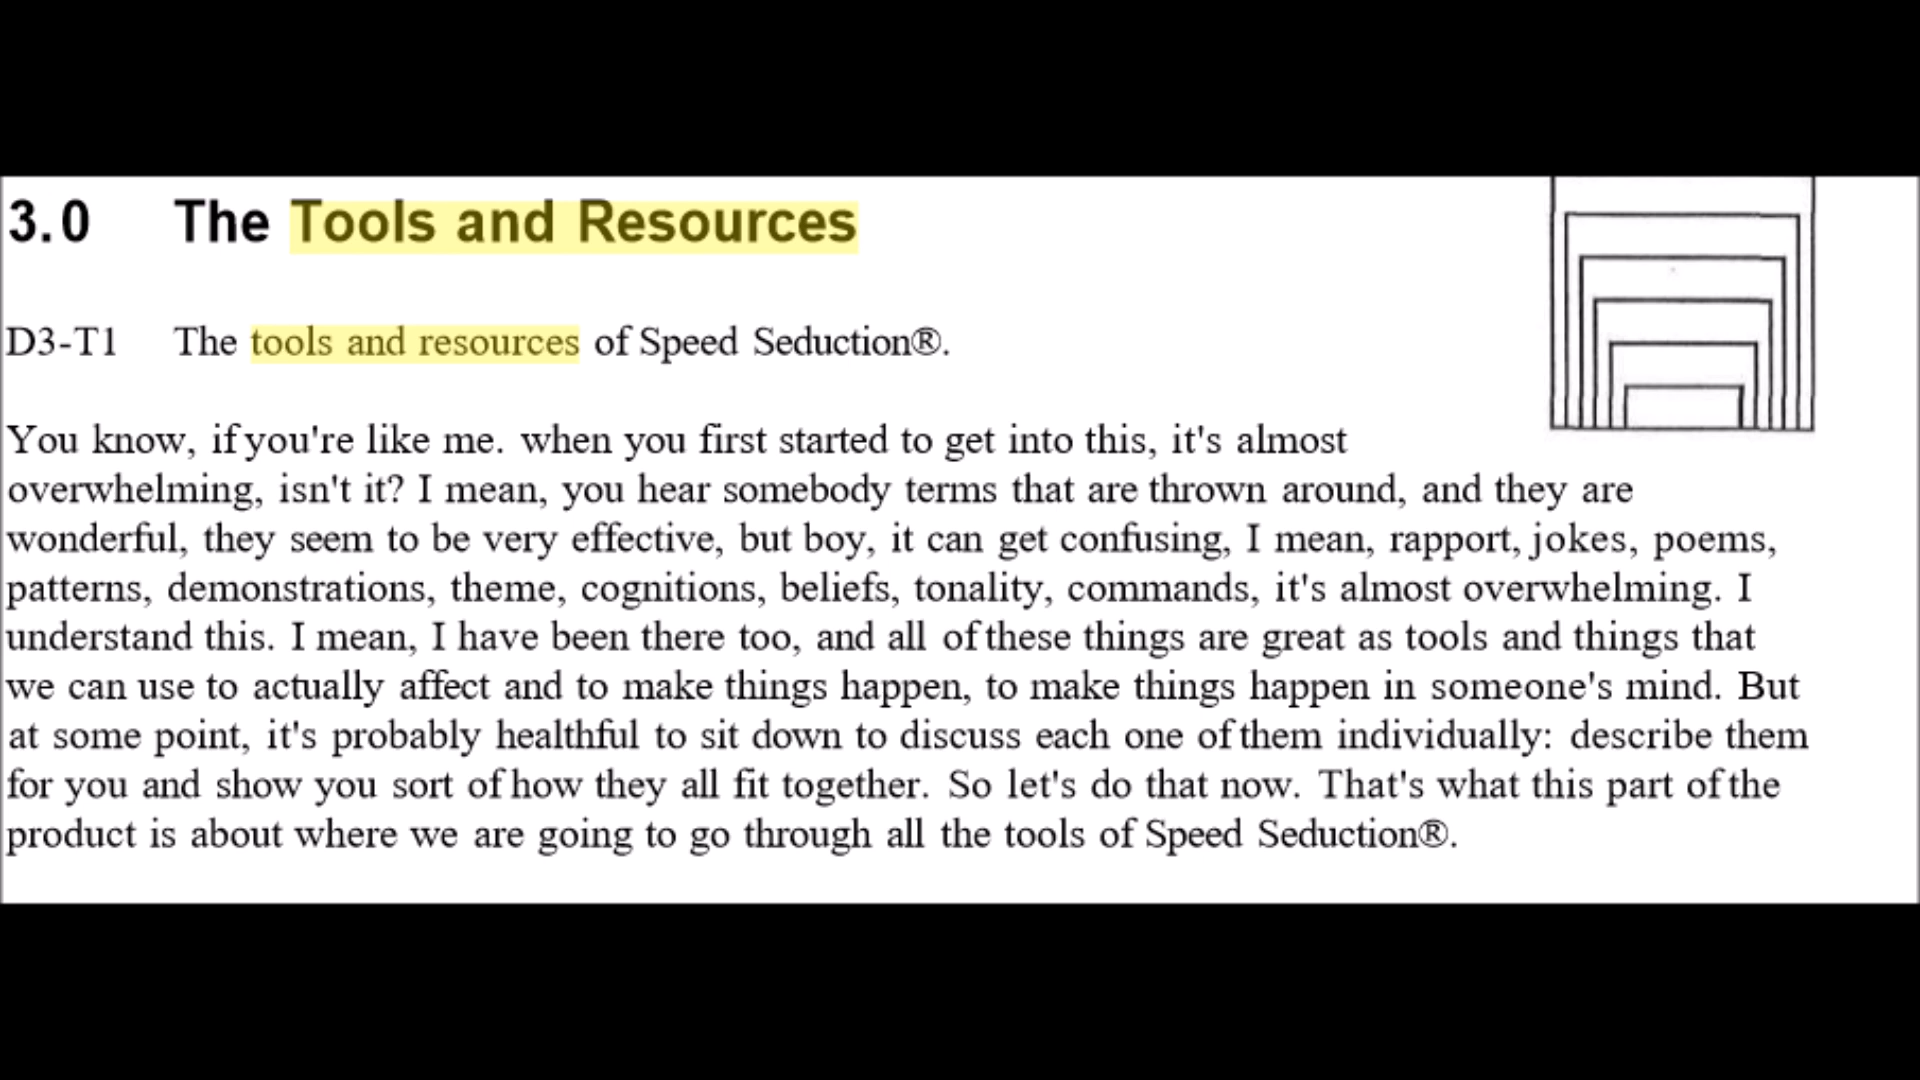 3.0 The Tools and Resources
D3-T1 The tools and resources of Speed Seduction®.
You know, if you're like me. when you first started to get into this, it's almost
overwhelming, isn't it? I mean, you hear somebody terms that are thrown around, and they are
wonderful, they seem to be very effective, but boy, it can get confusing, I mean, rapport, jokes, poems,
patterns, demonstrations, theme, cognitions, beliefs, tonality, commands, it's almost overwhelming. I
understand this. I mean, I have been there too, and all of these things are great as tools and things that
we can use to actually affect and to make things happen, to make things happen in someone's mind. But
at some point, it's probably healthful to sit down to discuss each one of them individually: describe them
for you and show you sort of how they all fit together. So let's do that now. That's what this part of the
product is about where we are going to go through all the tools of Speed Seduction®.